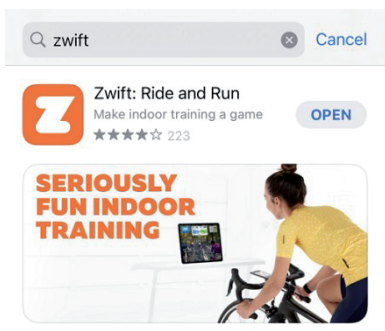 zwift
Cancel
Zwift: Ride and Run
Make indoor training a game
OPEN
223
SERIOUSLY
FUN INDOOR
TRAINING